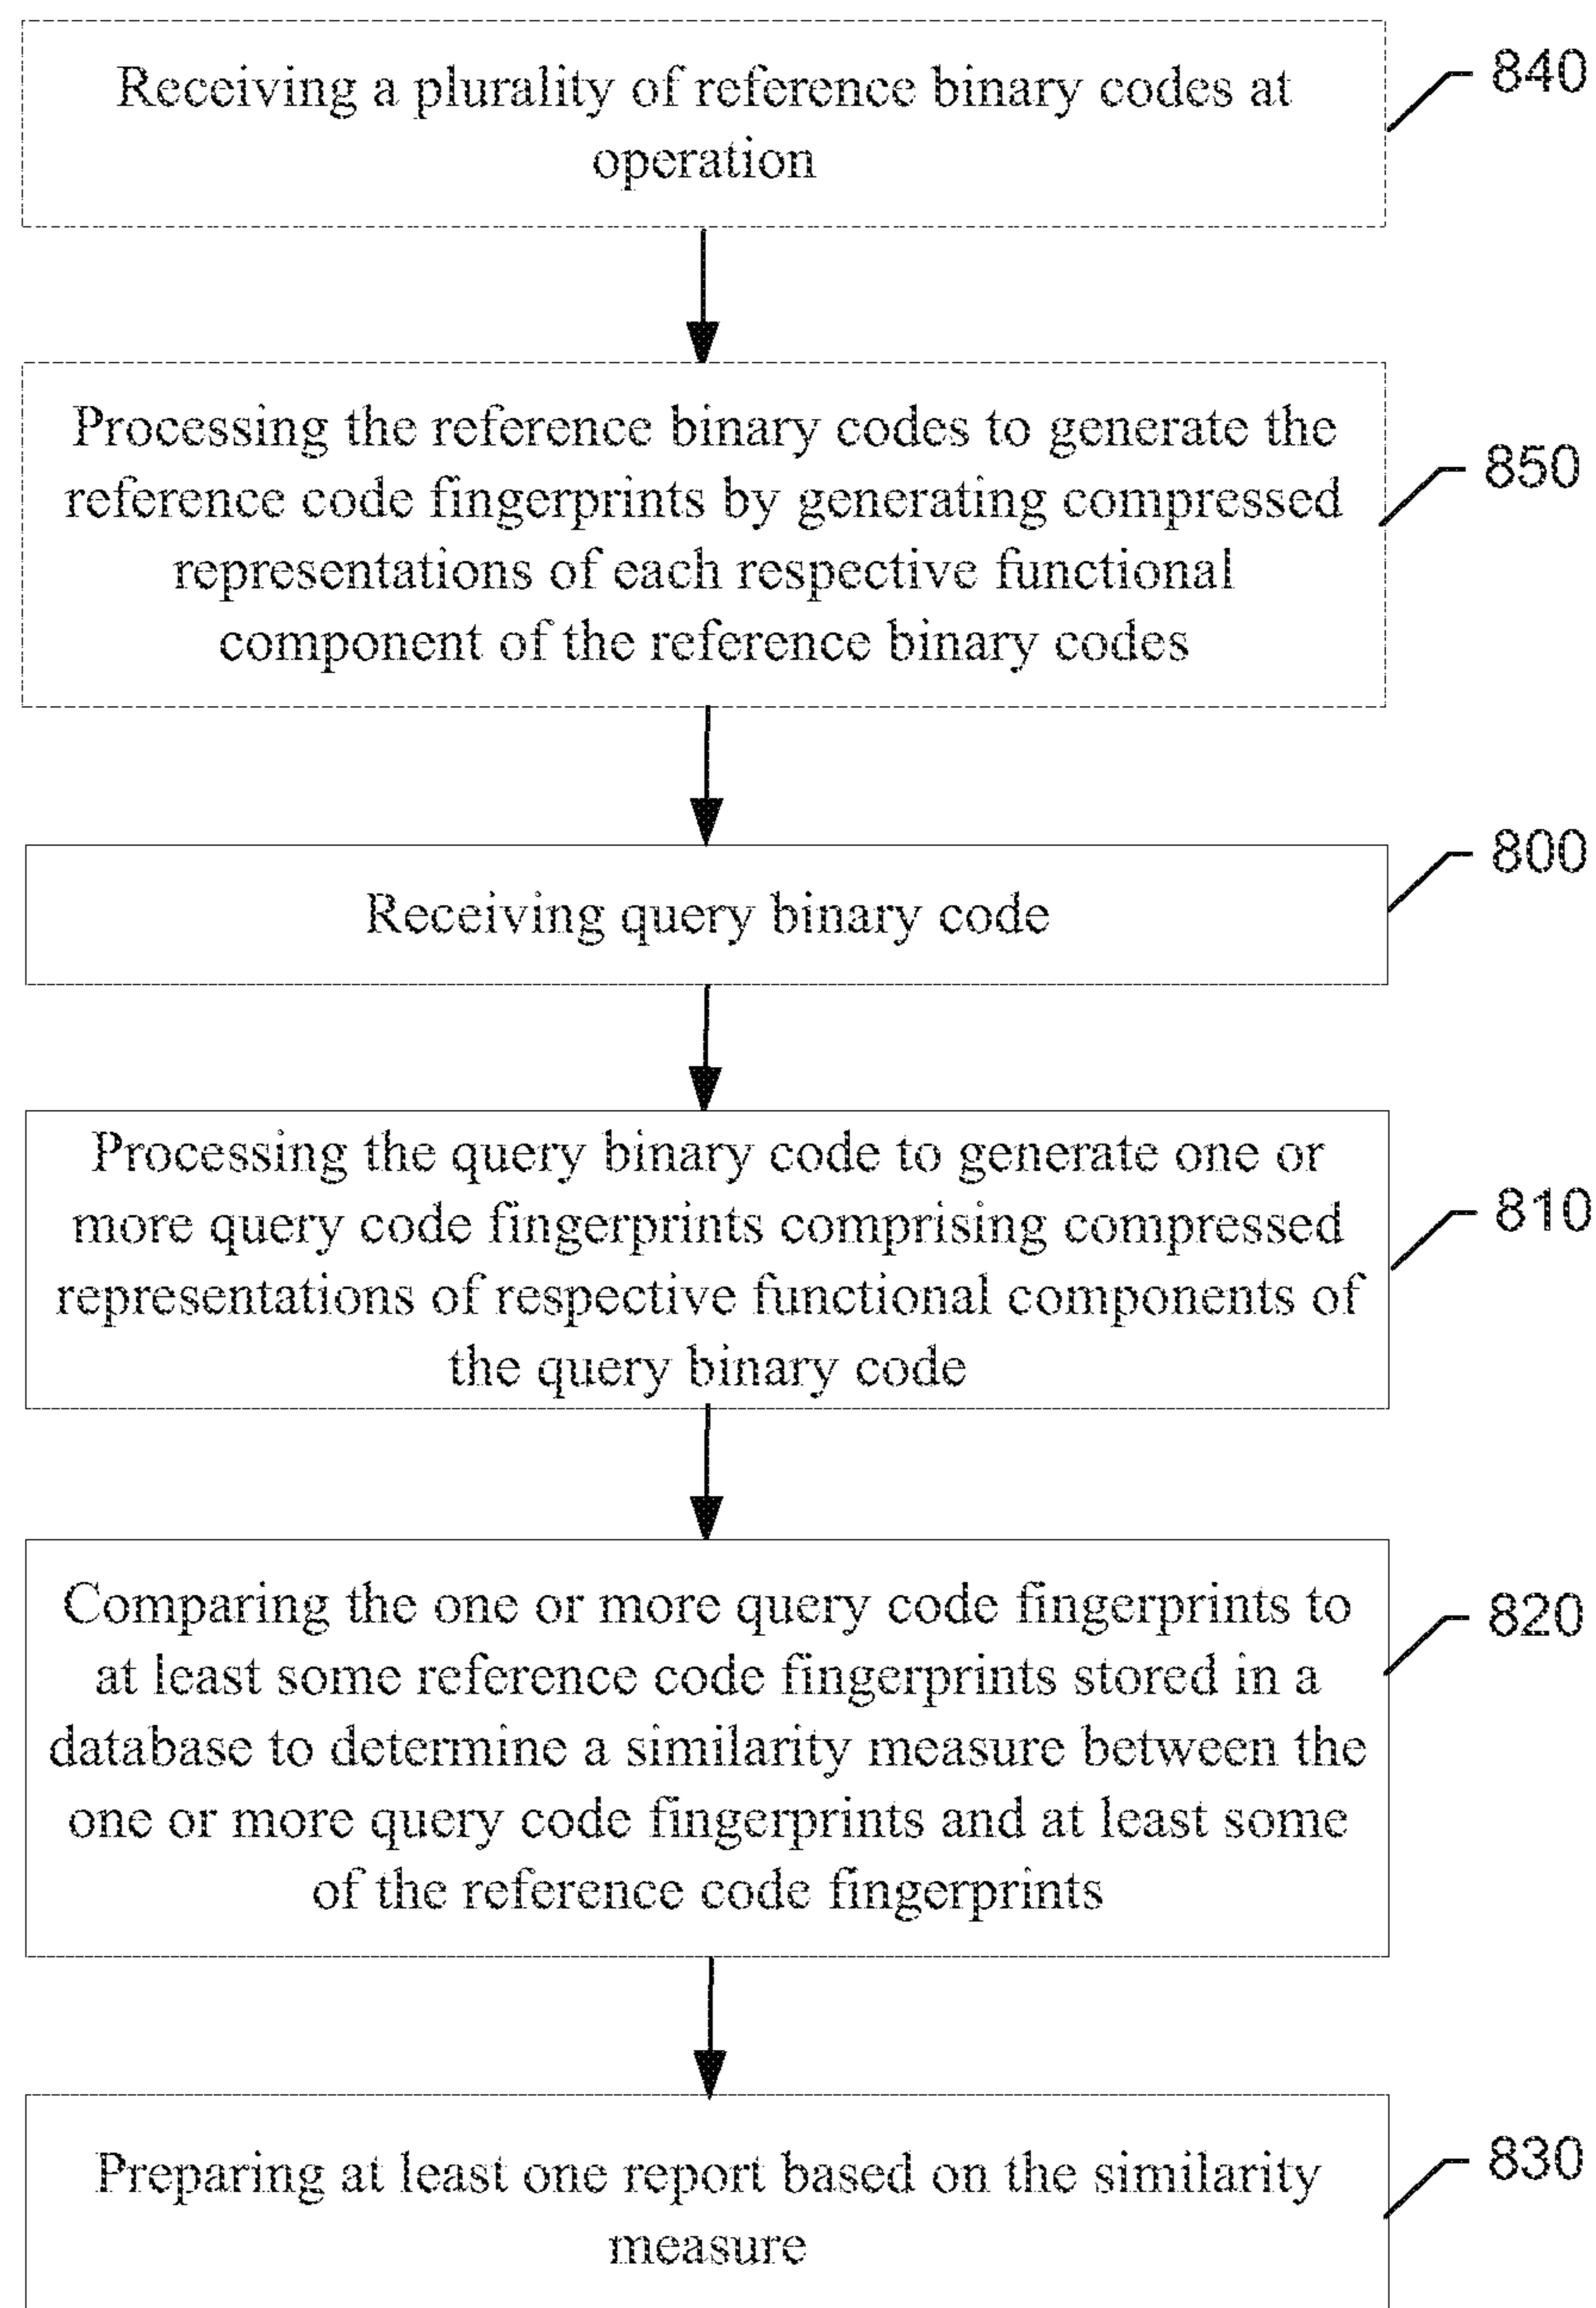 Receiving a plurality of reference binary codes at
operation
840
Processing the reference binary codes to generate the
reference code fingerprints by generating compressed
representations of each respective functional
component of the reference binary codes
850
Receiving query binary code
800
Processing the query binary code to generate one or
more query code fingerprints comprising compressed
representations of respective functional components of
the query binary code
810
Comparing the one or more query code fingerprints to
at least some reference code fingerprints stored in a
database to determine a similarity measure between the
one or more query code fingerprints and at least some
of the reference code fingerprints
820
Preparing at least one report based on the similarity
measure
830